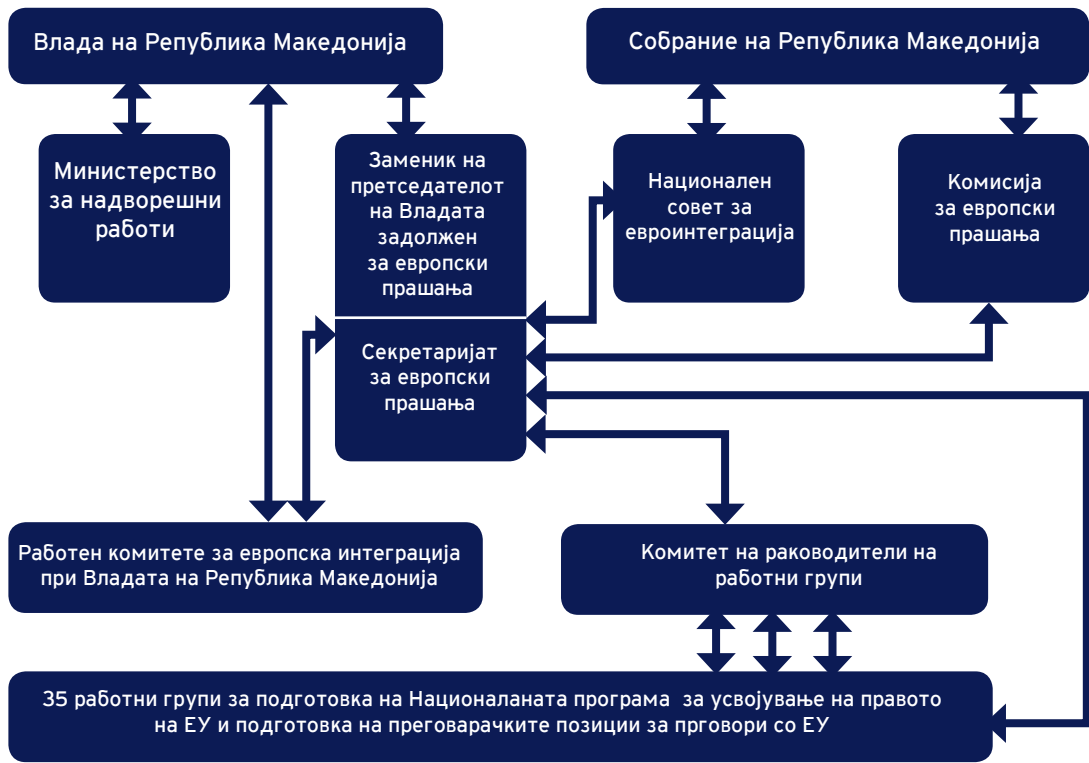 Влада на Република Македонија
Собрание на Република Македонија
Министерство
за надворешни
работи
Заменик на
претседателот
на Владата
задолжен
за европски
прашања
Национален
совет за
евроинтеграција
Комисија
за европски
прашања
Секретаријат
за европски
прашања
Работен комитете за европска интеграција
при Владата на Република Македонија
Комитет на раководители на
работни групи
35 работни групи за подготовка на Националаната програма за усвојување на правото
на ЕУ и подготовка на преговарачките позиции за прговори со ЕУ